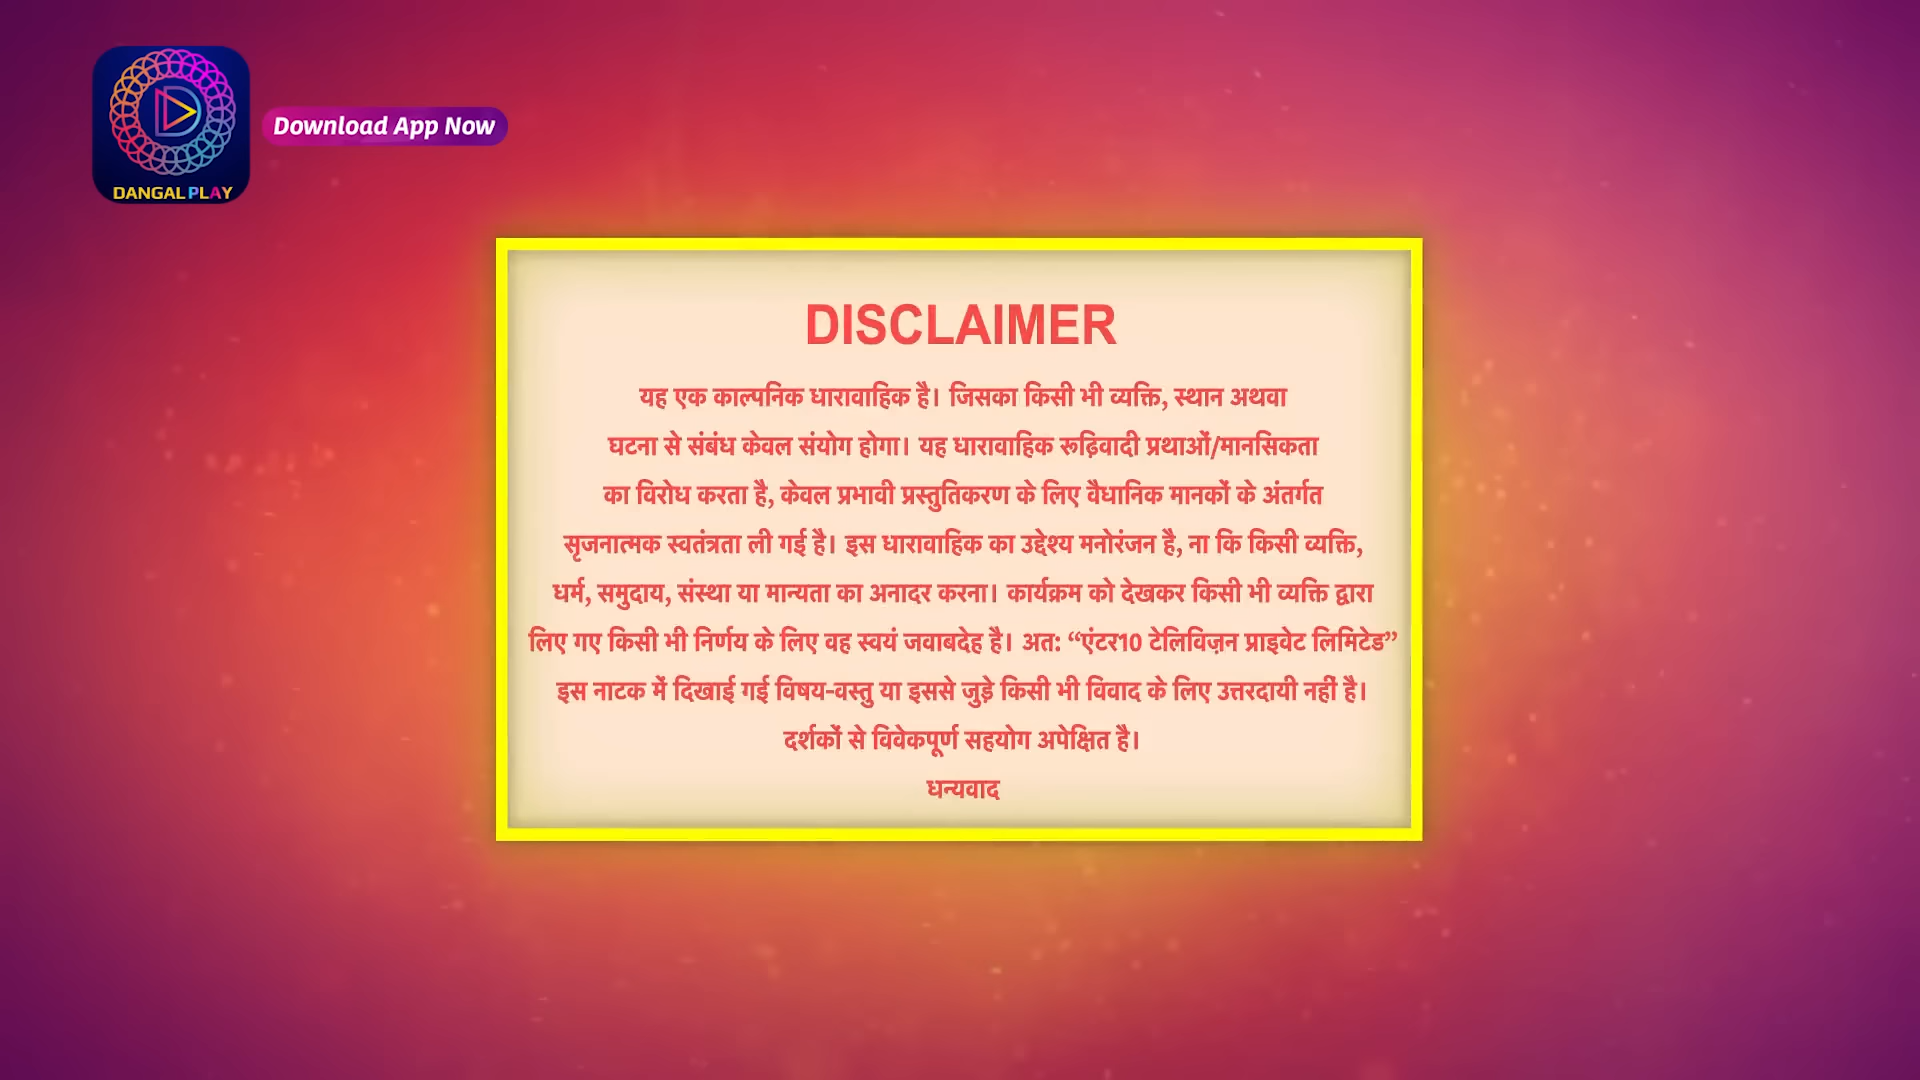 DANGAL PLAY
Download App Now
DISCLAIMER
यह एक काल्पनिक धारावाहिक है। जिसका किसी भी व्यक्ति, स्थान अथवा
घटना से संबंध केवल संयोग होगा। यह धारावाहिक रूढ़िवादी प्रथाओं/मानसिकता
का विरोध करता है, केवल प्रभावी प्रस्तुतिकरण के लिए वैधानिक मानकों के अंतर्गत
सृजनात्मक स्वतंत्रता ली गई है। इस धारावाहिक का उद्देश्य मनोरंजन है, ना कि किसी व्यक्ति,
धर्म, समुदाय, संस्था या मान्यता का अनादर करना। कार्यक्रम को देखकर किसी भी व्यक्ति द्वारा
लिए गए किसी भी निर्णय के लिए वह स्वयं जवाबदेह है। अत: “एंटर10 टेलिविज़न प्राइवेट लिमिटेड”
इस नाटक में दिखाई गई विषय-वस्तु या इससे जुड़े किसी भी विवाद के लिए उत्तरदायी नहीं है।
दर्शकों से विवेकपूर्ण सहयोग अपेक्षित है।
धन्यवाद